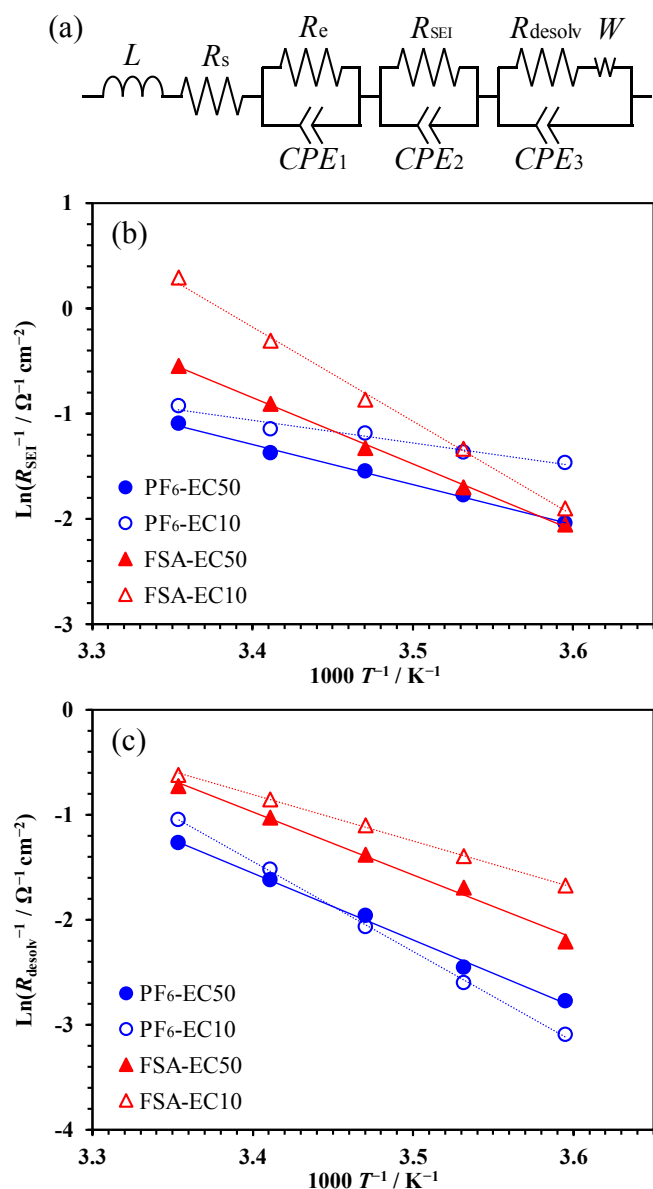 (a)
L
Rs
Re
RSEI
Rdesolv
W
CPE1
CPE2
CPE3
(b)
1
0
-1
-2
-3
Ln(RSEI⁻¹ / Ω⁻¹ cm⁻²)
PF6-EC50
PF6-EC10
FSA-EC50
FSA-EC10
3.3
3.4
3.5
3.6
1000 T⁻¹ / K⁻¹
(c)
0
-1
-2
-3
-4
Ln(Rdesolv⁻¹ / Ω⁻¹ cm⁻²)
PF6-EC50
PF6-EC10
FSA-EC50
FSA-EC10
3.3
3.4
3.5
3.6
1000 T⁻¹ / K⁻¹